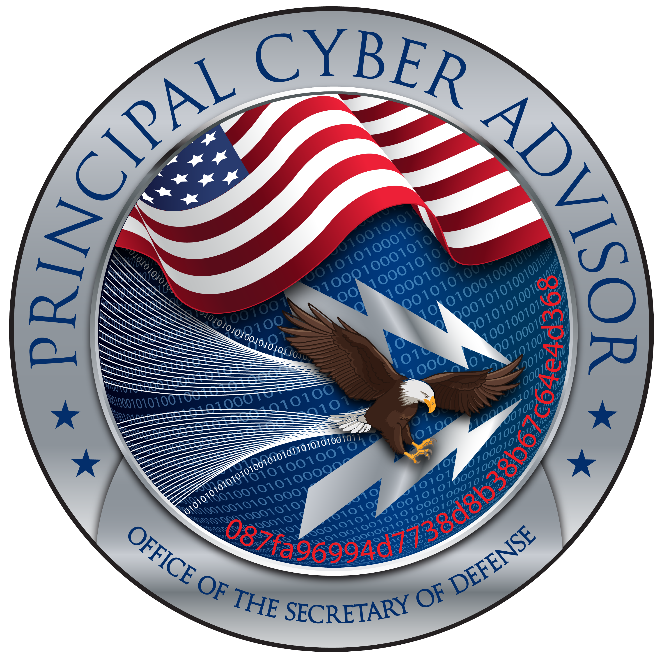 PRINCIPAL CYBER ADVISOR
087fa96994d7738d8b38b67c64e4d368
OFFICE OF THE SECRETARY OF DEFENSE